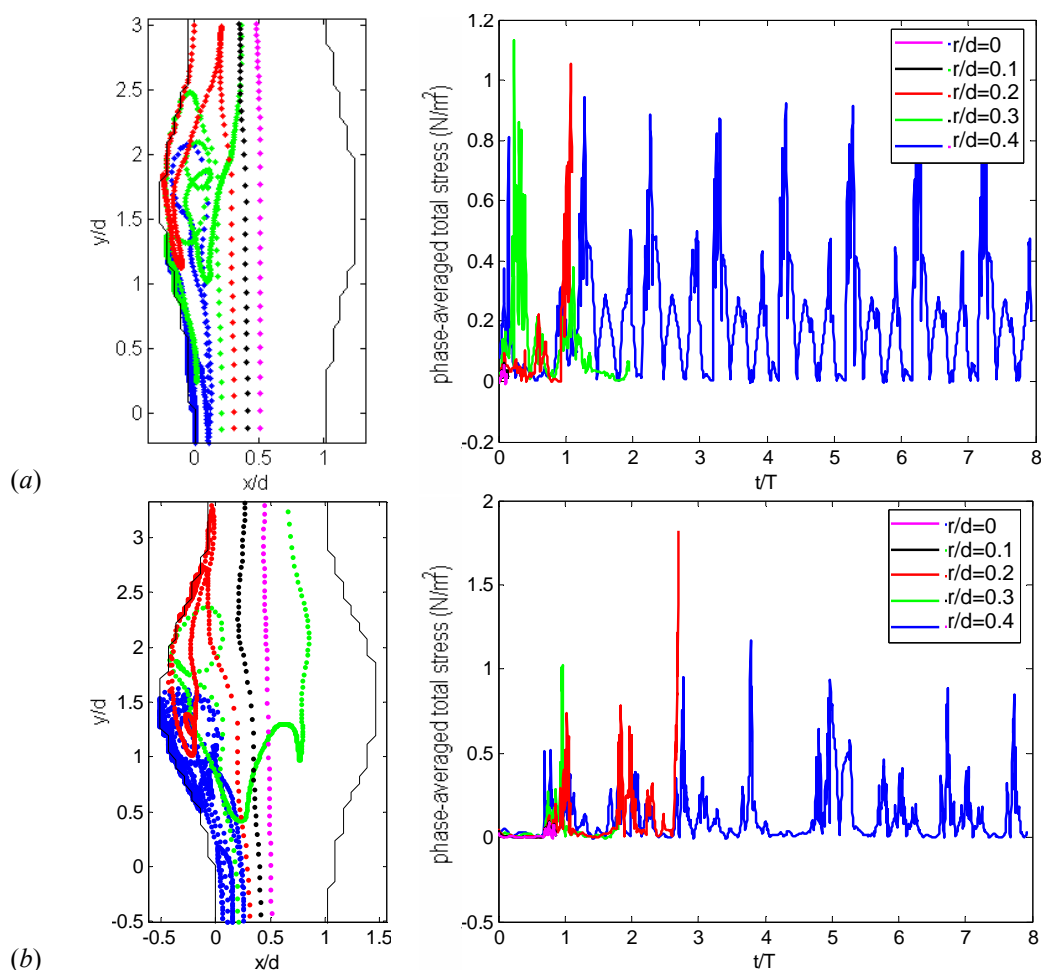 3
2.5
2
1.5
1
0.5
0
y/d
0 0.5 1
x/d
(a)
1.2
1
0.8
0.6
0.4
0.2
0
-0.2
phase-averaged total stress (N/m²)
0 1 2 3 4 5 6 7 8
t/T
r/d=0
r/d=0.1
r/d=0.2
r/d=0.3
r/d=0.4
3
2.5
2
1.5
1
0.5
0
-0.5
y/d
-0.5 0 0.5 1 1.5
x/d
(b)
2
1.5
1
0.5
0
-0.5
phase-averaged total stress (N/m²)
0 1 2 3 4 5 6 7 8
t/T
r/d=0
r/d=0.1
r/d=0.2
r/d=0.3
r/d=0.4